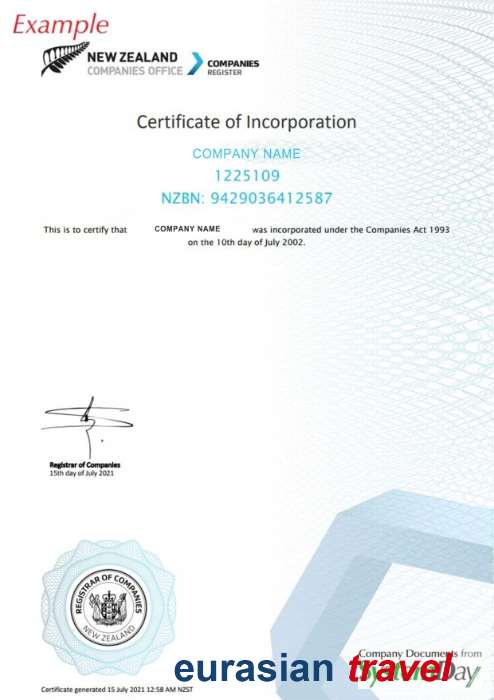 Example
NEW ZEALAND
COMPANIES OFFICE
COMPANIES
REGISTER
Certificate of Incorporation
COMPANY NAME
1225109
NZBN: 9429036412587
This is to certify that COMPANY NAME was incorporated under the Companies Act 1993
on the 10th day of July 2002.
Registrar of Companies
15th day of July 2021
REGISTRAR OF COMPANIES
NEW ZEALAND
Company Documents from
eurasian travel
Certificate generated 15 July 2021 12:58 AM NZST